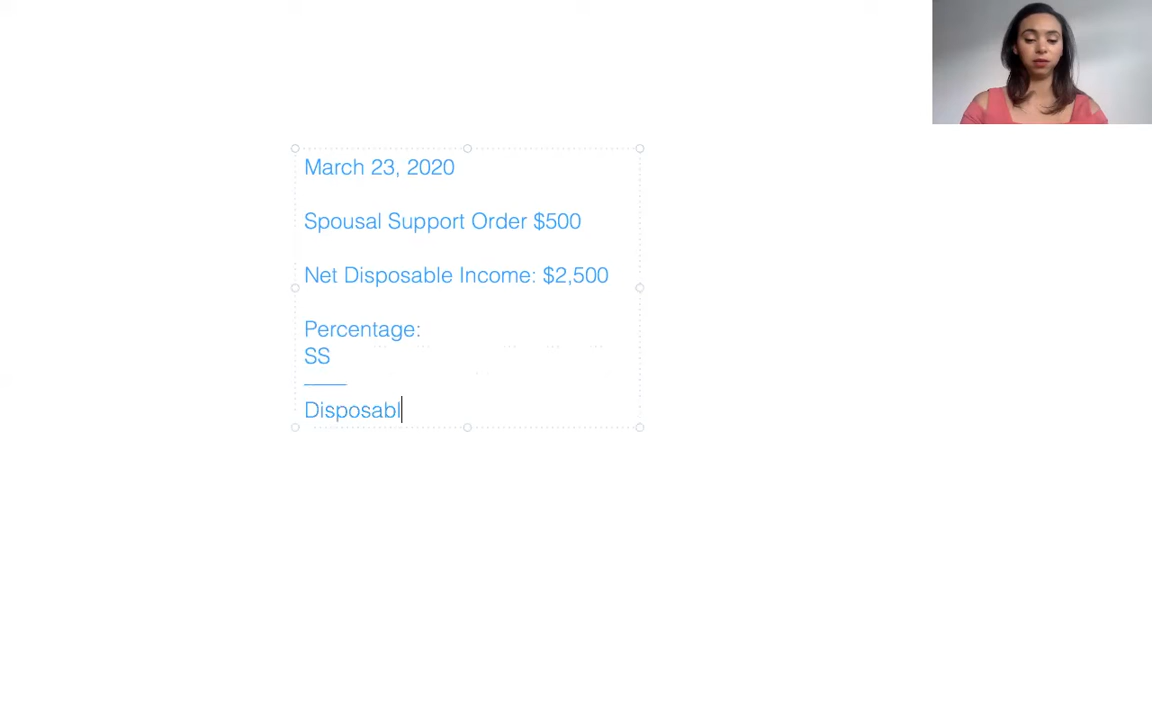 March 23, 2020
Spousal Support Order $500
Net Disposable Income: $2,500
Percentage:
SS
Disposabl